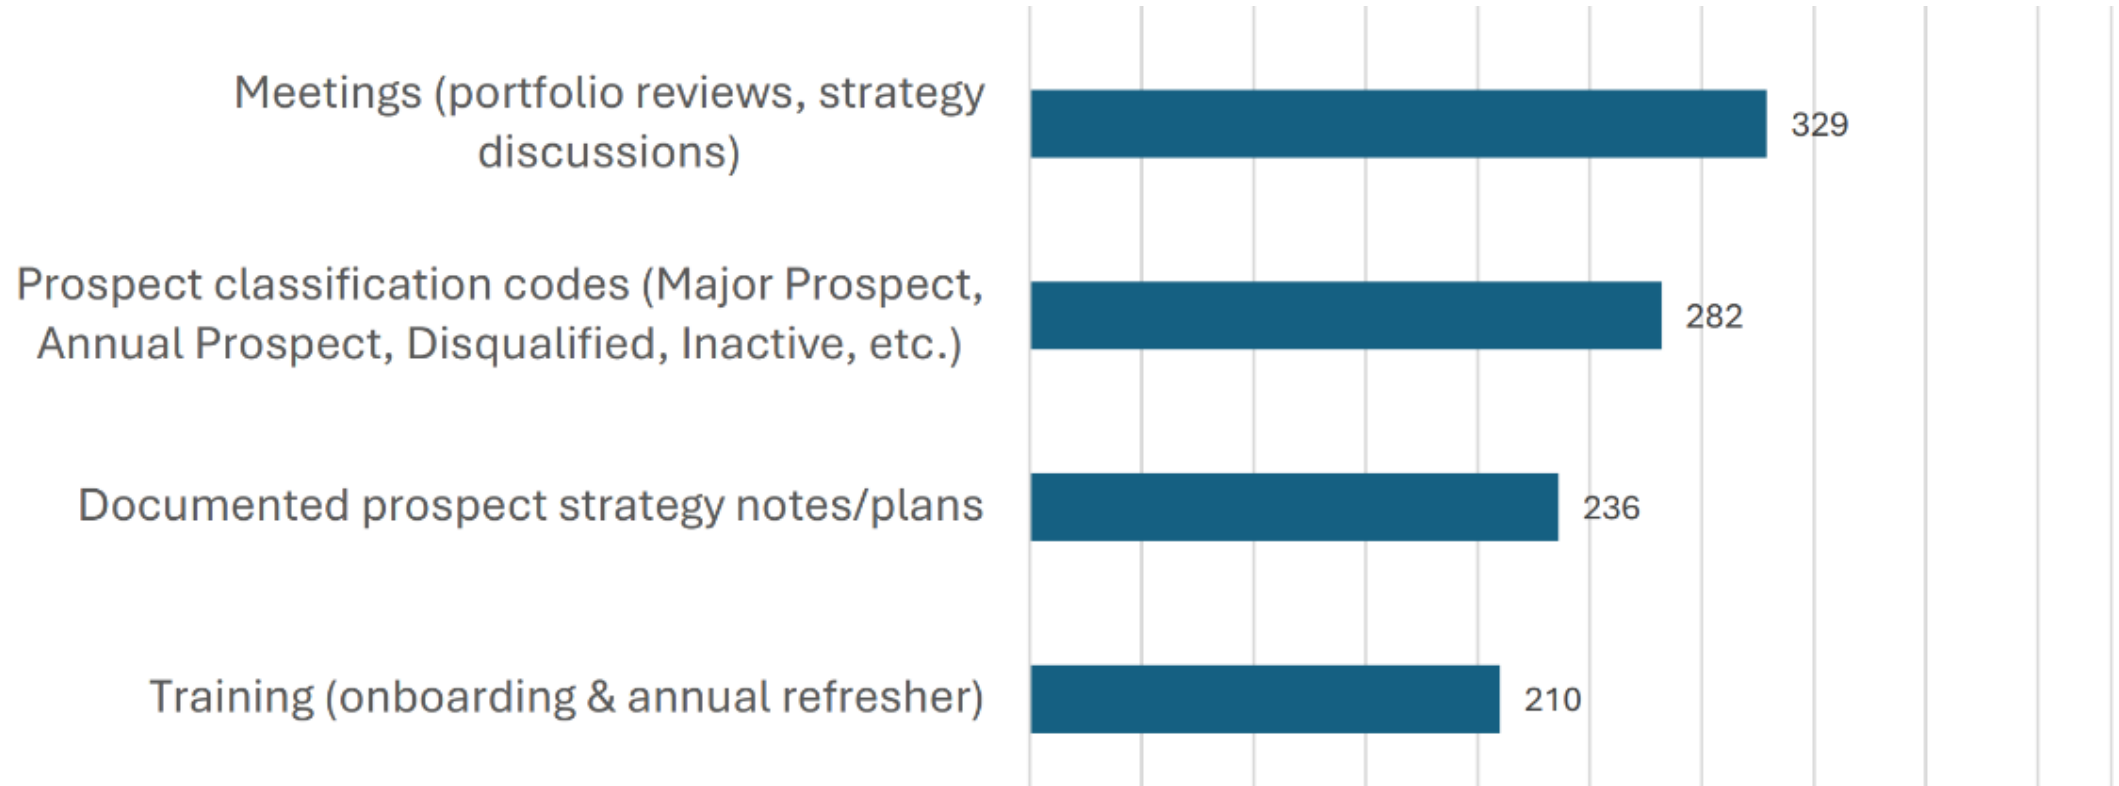 Meetings (portfolio reviews, strategy
discussions)
329
Prospect classification codes (Major Prospect,
Annual Prospect, Disqualified, Inactive, etc.)
282
Documented prospect strategy notes/plans
236
Training (onboarding & annual refresher)
210